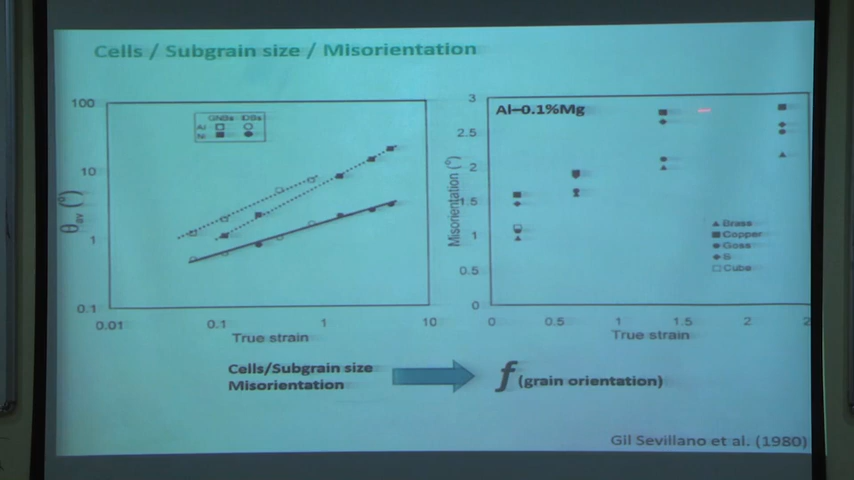 Cells / Subgrain size / Misorientation
100
10
1
0.1
0.01
0.1
1
10
θav (°)
True strain
GNBs IDBs
Al
Ni
Al–0.1%Mg
3
2.5
2
1.5
1
0.5
0
0
0.5
1
1.5
2
2
Misorientation (°)
True strain
Brass
Copper
Goss
S
Cube
Cells/Subgrain size
Misorientation
f (grain orientation)
Gil Sevillano et al. (1980)